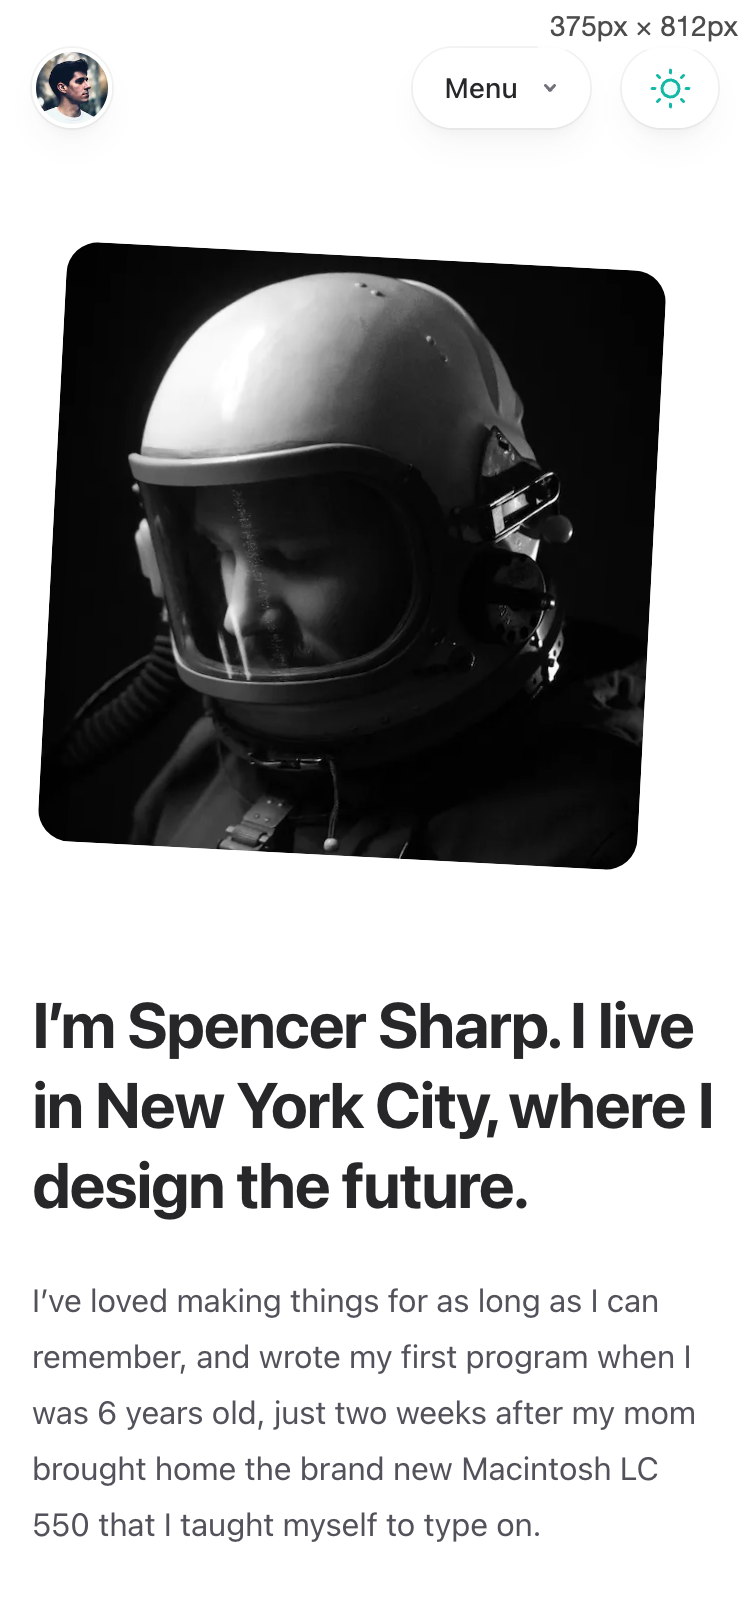 375px × 812px
Menu
I’m Spencer Sharp. I live
in New York City, where I
design the future.
I’ve loved making things for as long as I can
remember, and wrote my first program when I
was 6 years old, just two weeks after my mom
brought home the brand new Macintosh LC
550 that I taught myself to type on.